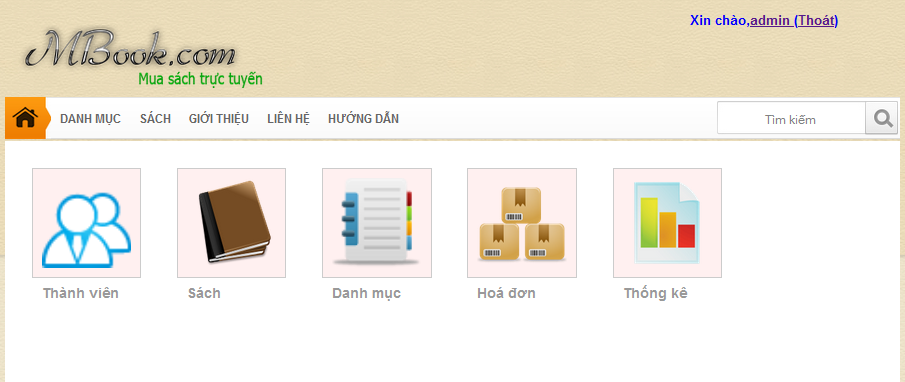 Xin chào,admin (Thoát)
MBook.com
Mua sách trực tuyến
DANH MỤC SÁCH GIỚI THIỆU LIÊN HỆ HƯỚNG DẪN Tìm kiếm
Thành viên Sách Danh mục Hoá đơn Thống kê